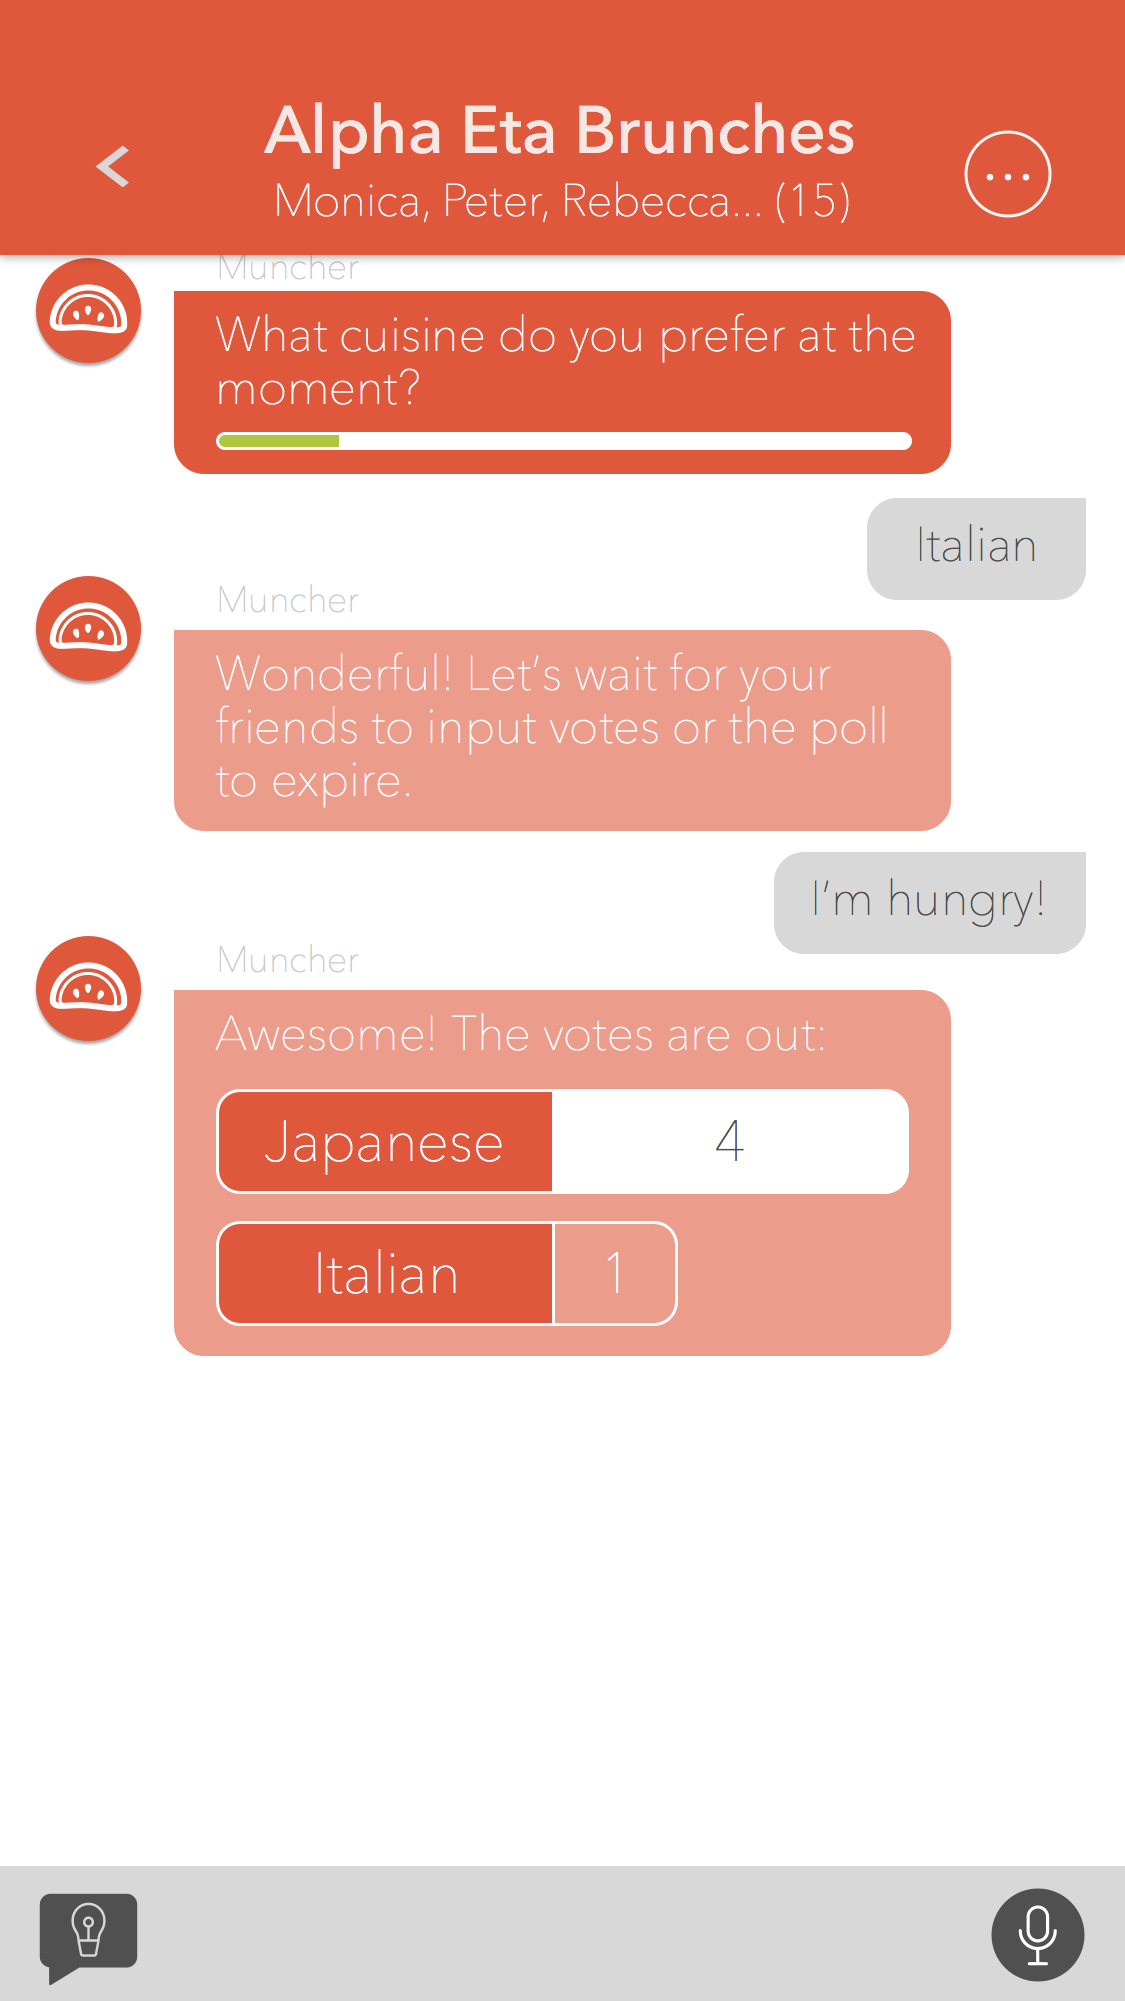 Alpha Eta Brunches
Monica, Peter, Rebecca... (15)
Muncher
What cuisine do you prefer at the
moment?
Italian
Muncher
Wonderful! Let’s wait for your
friends to input votes or the poll
to expire.
I’m hungry!
Muncher
Awesome! The votes are out:
Japanese 4
Italian 1